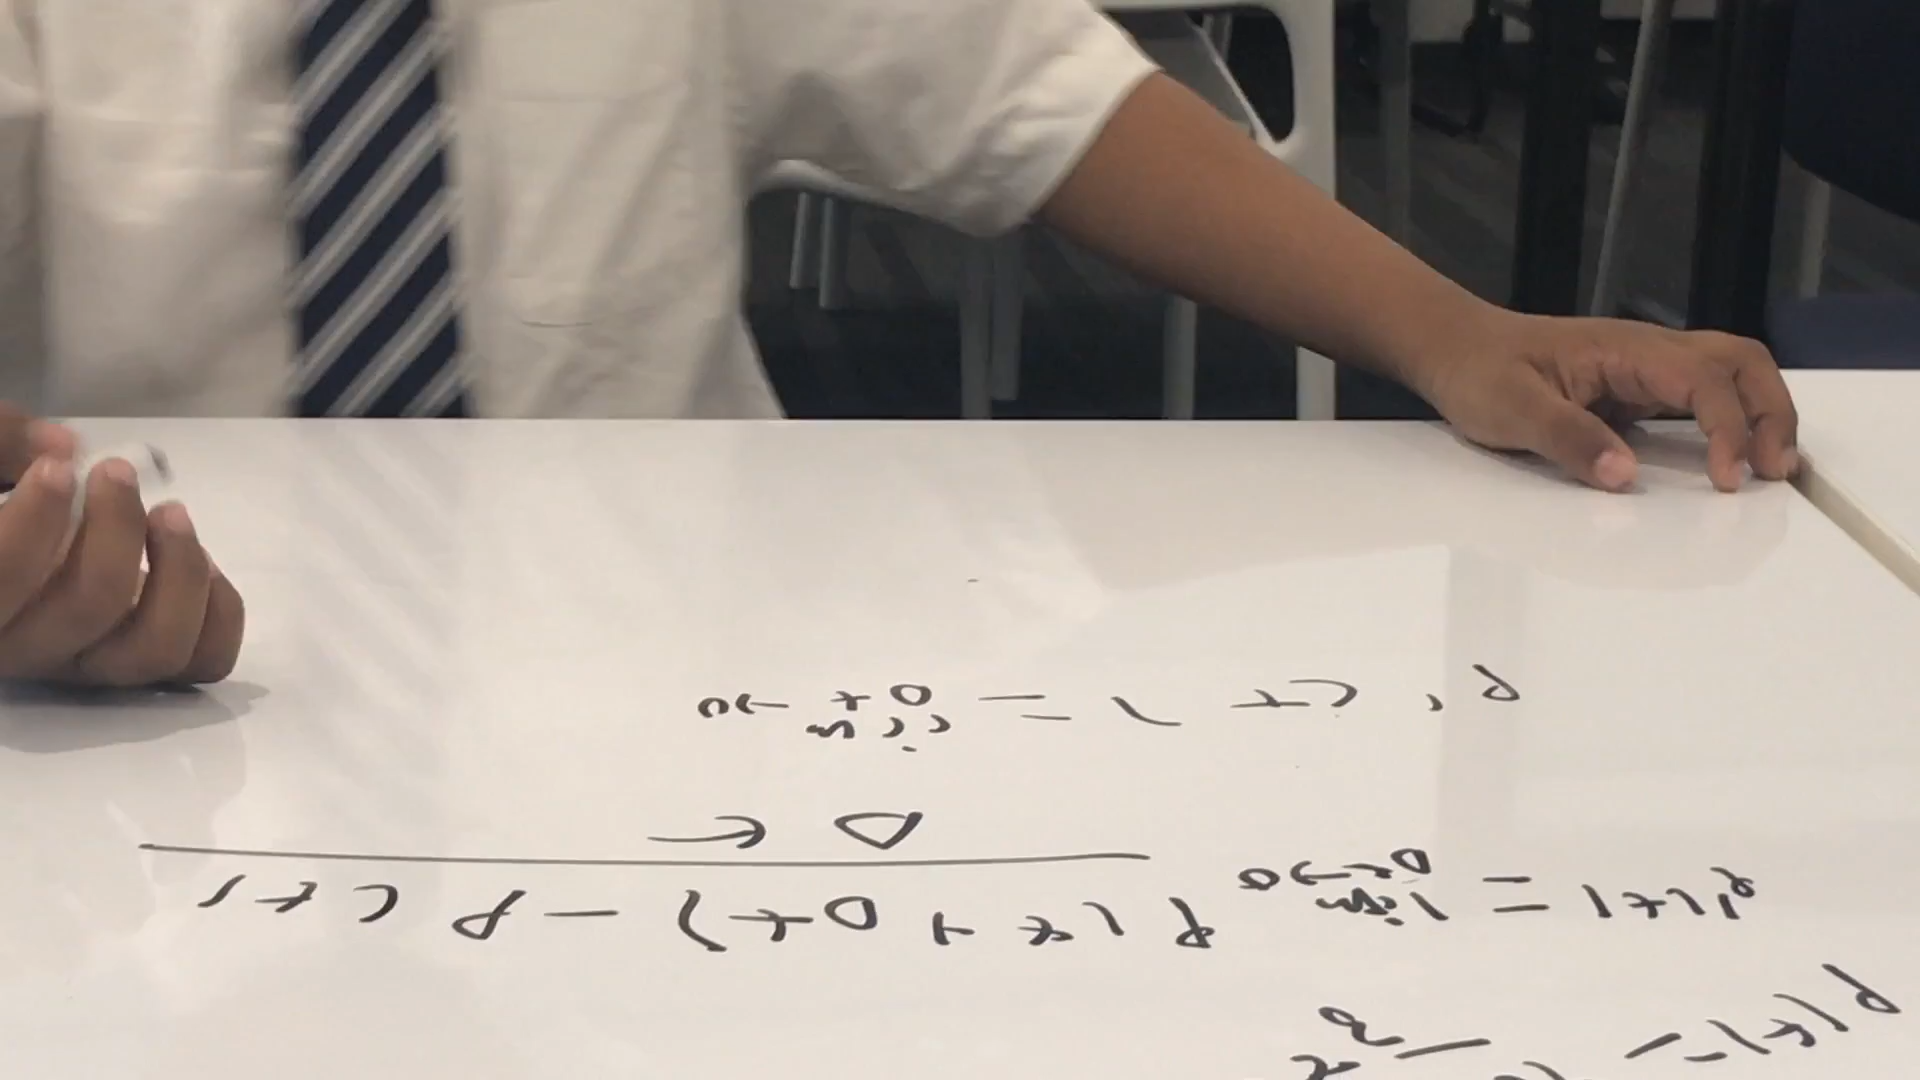 P(t) =
P'(t) = lim Δt→0 P(t + Δt) - P(t)
Δt
P'(t) = lim Δt→0